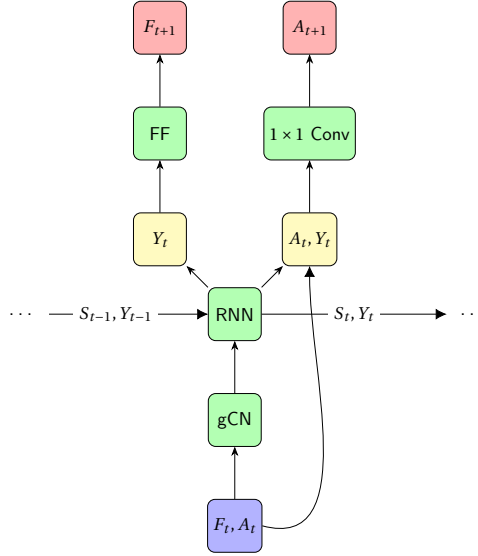 F_{t+1} A_{t+1}
FF 1 × 1 Conv
Y_t A_t, Y_t
··· S_{t−1}, Y_{t−1} RNN S_t, Y_t ··
gCN
F_t, A_t